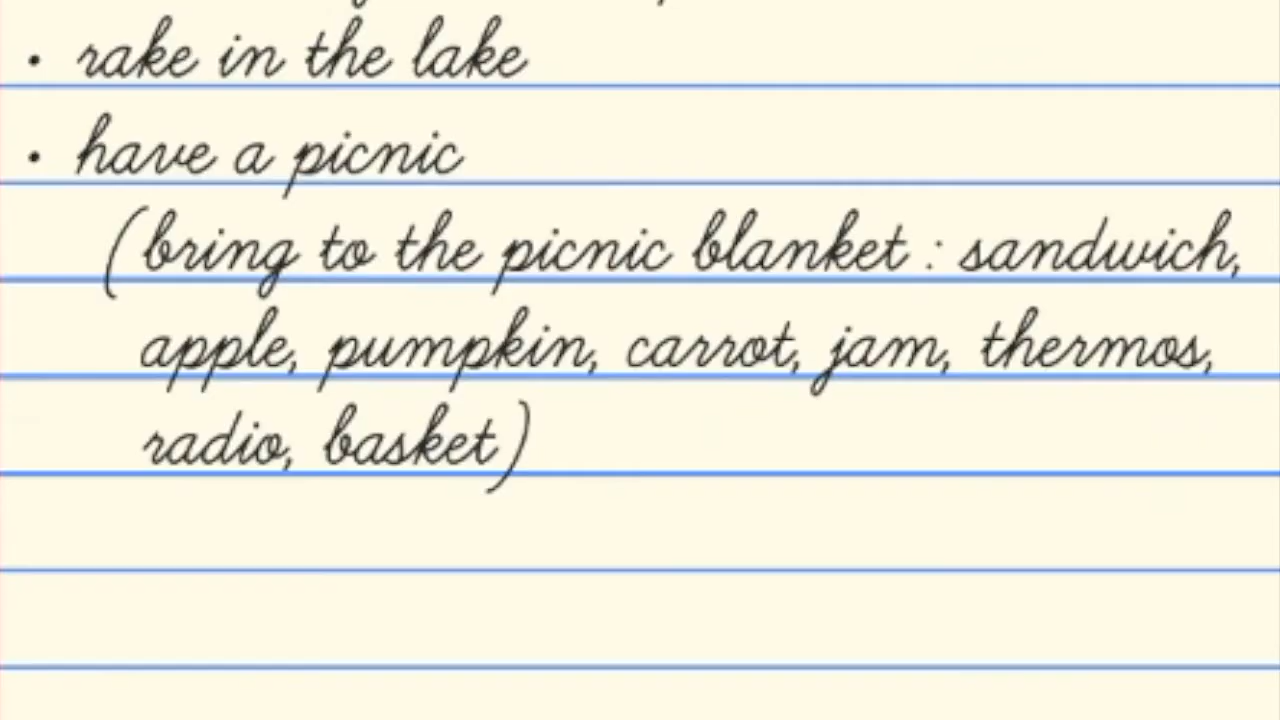 • rake in the lake
• have a picnic
(bring to the picnic blanket : sandwich,
apple, pumpkin, carrot, jam, thermos,
radio, basket)